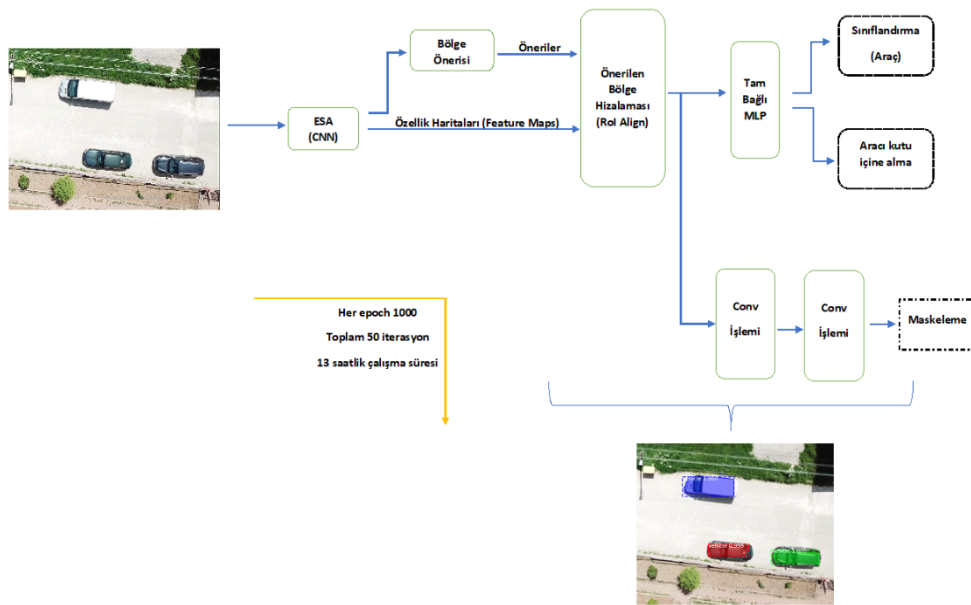 Bölge
Önerisi
Öneriler
ESA
(CNN)
Özellik Haritaları (Feature Maps)
Önerilen
Bölge
Hizalaması
(RoI Align)
Tam
Bağlı
MLP
Sınıflandırma
(Araç)
Aracı kutu
içine alma
Conv
İşlemi
Conv
İşlemi
Maskeleme
Her epoch 1000
Toplam 50 iterasyon
13 saatlik çalışma süresi
vehicle